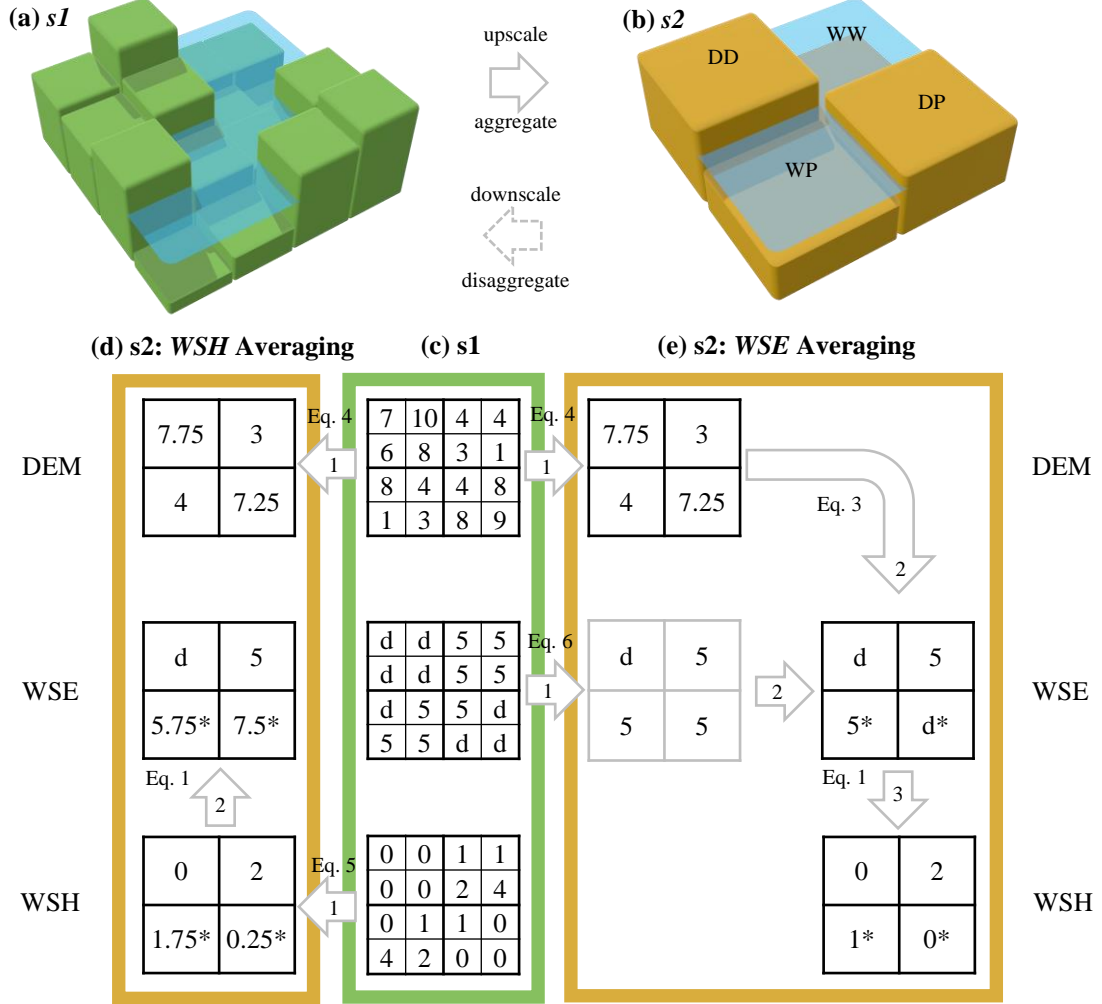 (a) s1
(b) s2
upscale
aggregate
downscale
disaggregate
DD
WW
DP
WP
(d) s2: WSH Averaging
(c) s1
(e) s2: WSE Averaging
DEM
7.75 3
4 7.25
Eq. 4
1
7 10 4 4
6 8 3 1
8 4 4 8
1 3 8 9
Eq. 4
1
7.75 3
4 7.25
Eq. 3
2
DEM
WSE
d 5
5.75* 7.5*
d d 5 5
d d 5 5
d 5 5 d
5 5 d d
Eq. 6
1
d 5
5 5
2
d 5
5* d*
WSE
Eq. 1
2
Eq. 1
3
WSH
0 2
1.75* 0.25*
Eq. 5
1
0 0 1 1
0 0 2 4
0 1 1 0
4 2 0 0
0 2
1* 0*
WSH